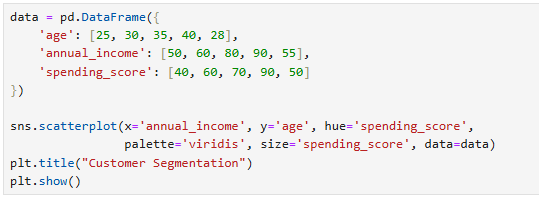 data = pd.DataFrame({
    'age': [25, 30, 35, 40, 28],
    'annual_income': [50, 60, 80, 90, 55],
    'spending_score': [40, 60, 70, 90, 50]
})

sns.scatterplot(x='annual_income', y='age', hue='spending_score',
                palette='viridis', size='spending_score', data=data)
plt.title("Customer Segmentation")
plt.show()